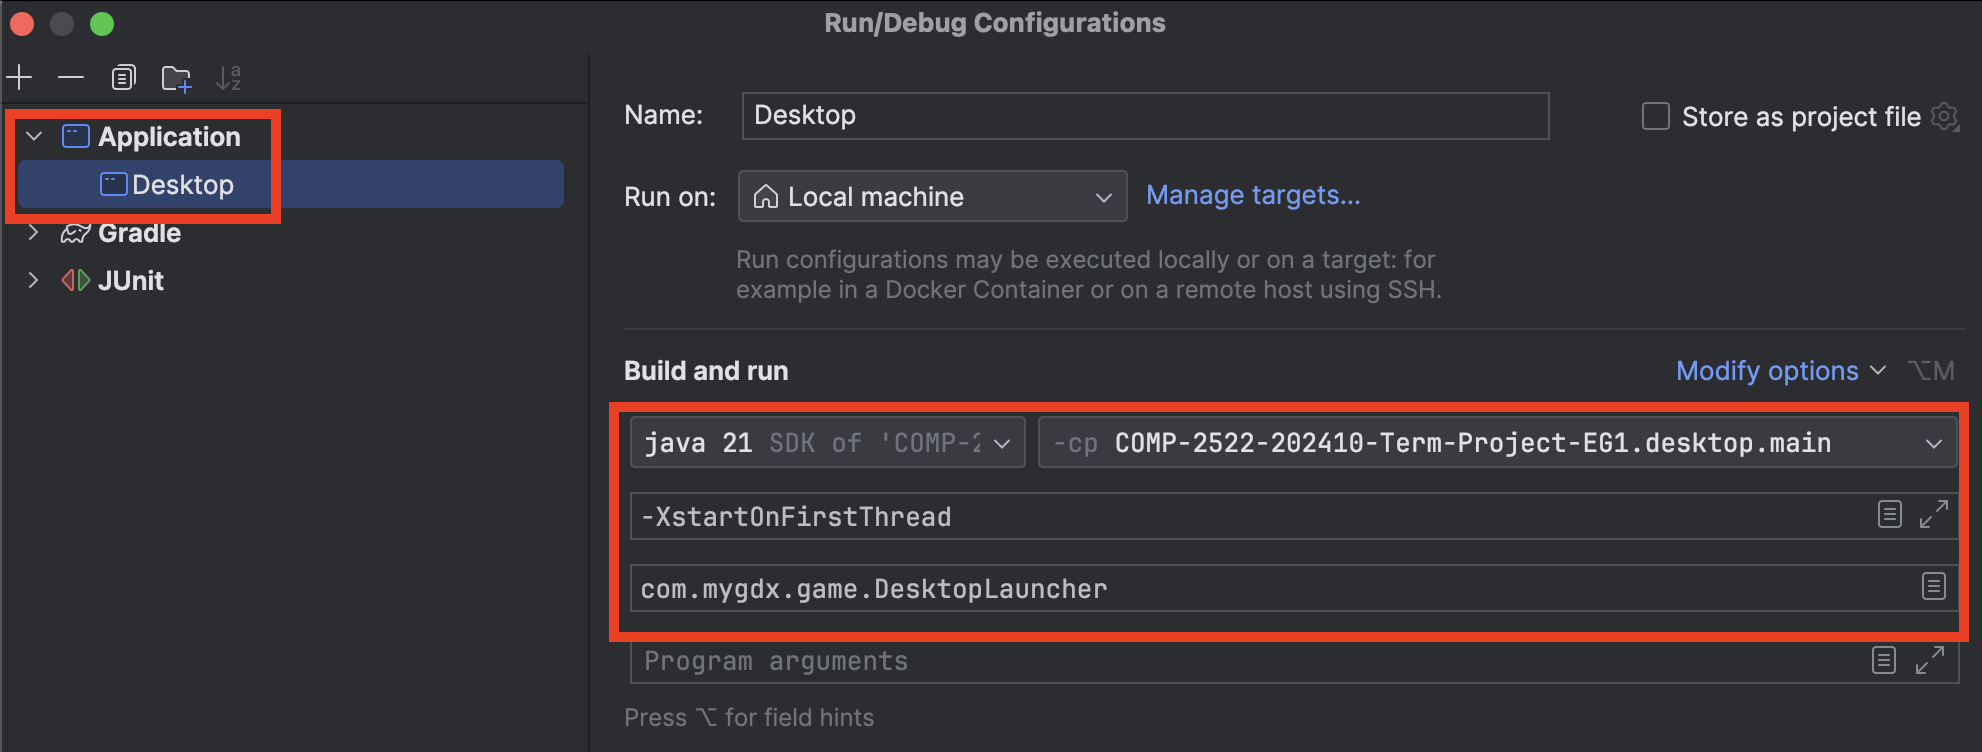 Run/Debug Configurations
Application
Desktop
Gradle
JUnit
Name: Desktop
Store as project file
Run on: Local machine Manage targets...
Run configurations may be executed locally or on a target: for
example in a Docker Container or on a remote host using SSH.
Build and run Modify options ⌥M
java 21 SDK of 'COMP-2 -cp COMP-2522-202410-Term-Project-EG1.desktop.main
-XstartOnFirstThread
com.mygdx.game.DesktopLauncher
Program arguments
Press ⌥ for field hints